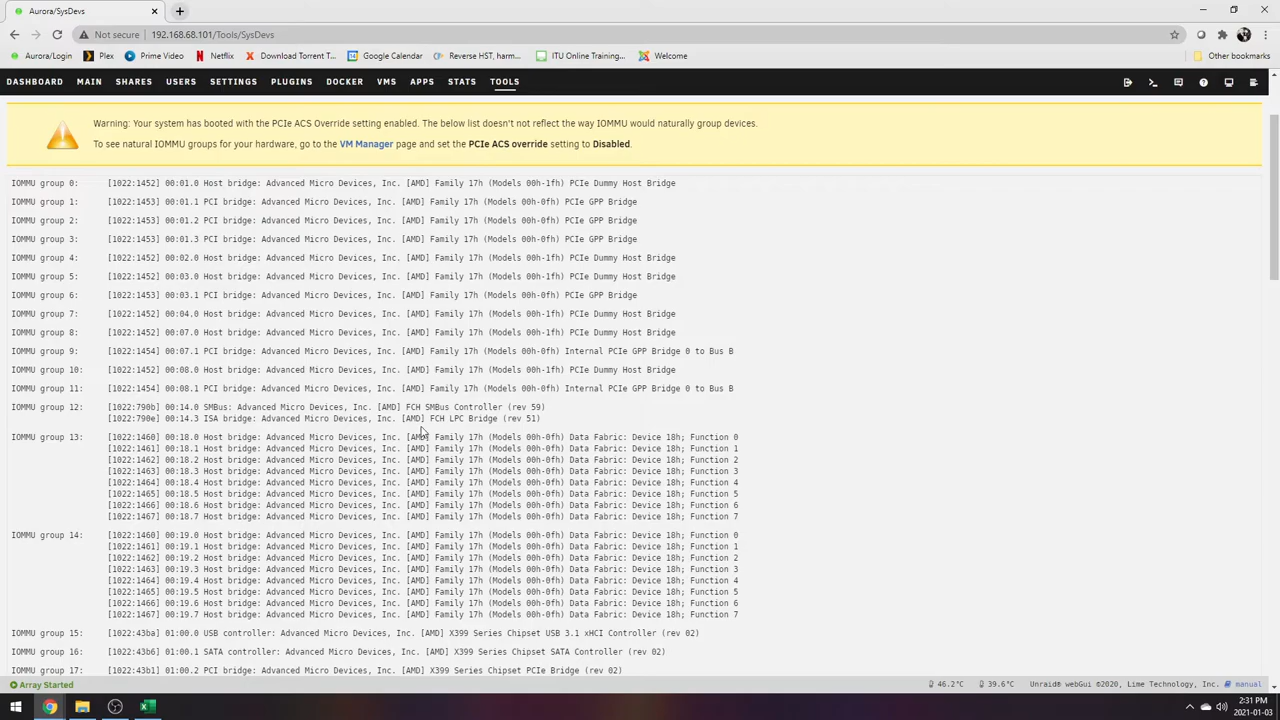 Aurora/SysDevs
Not secure | 192.168.68.101/Tools/SysDevs
Aurora/Login Plex Prime Video Netflix Download Torrent T... Google Calendar Reverse HST, harm... ITU Online Training... Welcome Other bookmarks
DASHBOARD MAIN SHARES USERS SETTINGS PLUGINS DOCKER VMS APPS STATS TOOLS
Warning: Your system has booted with the PCIe ACS Override setting enabled. The below list doesn't not reflect the way IOMMU would naturally group devices.
To see natural IOMMU groups for your hardware, go to the VM Manager page and set the PCIe ACS override setting to Disabled.
IOMMU group 0: [1022:1452] 00:01.0 Host bridge: Advanced Micro Devices, Inc. [AMD] Family 17h (Models 00h-1fh) PCIe Dummy Host Bridge
IOMMU group 1: [1022:1453] 00:01.1 PCI bridge: Advanced Micro Devices, Inc. [AMD] Family 17h (Models 00h-0fh) PCIe GPP Bridge
IOMMU group 2: [1022:1453] 00:01.2 PCI bridge: Advanced Micro Devices, Inc. [AMD] Family 17h (Models 00h-0fh) PCIe GPP Bridge
IOMMU group 3: [1022:1453] 00:01.3 PCI bridge: Advanced Micro Devices, Inc. [AMD] Family 17h (Models 00h-0fh) PCIe GPP Bridge
IOMMU group 4: [1022:1452] 00:02.0 Host bridge: Advanced Micro Devices, Inc. [AMD] Family 17h (Models 00h-1fh) PCIe Dummy Host Bridge
IOMMU group 5: [1022:1452] 00:03.0 Host bridge: Advanced Micro Devices, Inc. [AMD] Family 17h (Models 00h-1fh) PCIe Dummy Host Bridge
IOMMU group 6: [1022:1453] 00:03.1 PCI bridge: Advanced Micro Devices, Inc. [AMD] Family 17h (Models 00h-0fh) PCIe GPP Bridge
IOMMU group 7: [1022:1452] 00:04.0 Host bridge: Advanced Micro Devices, Inc. [AMD] Family 17h (Models 00h-1fh) PCIe Dummy Host Bridge
IOMMU group 8: [1022:1452] 00:07.0 Host bridge: Advanced Micro Devices, Inc. [AMD] Family 17h (Models 00h-1fh) PCIe Dummy Host Bridge
IOMMU group 9: [1022:1454] 00:07.1 PCI bridge: Advanced Micro Devices, Inc. [AMD] Family 17h (Models 00h-0fh) Internal PCIe GPP Bridge 0 to Bus B
IOMMU group 10: [1022:1452] 00:08.0 Host bridge: Advanced Micro Devices, Inc. [AMD] Family 17h (Models 00h-1fh) PCIe Dummy Host Bridge
IOMMU group 11: [1022:1454] 00:08.1 PCI bridge: Advanced Micro Devices, Inc. [AMD] Family 17h (Models 00h-0fh) Internal PCIe GPP Bridge 0 to Bus B
IOMMU group 12: [1022:790b] 00:14.0 SMBus: Advanced Micro Devices, Inc. [AMD] FCH SMBus Controller (rev 59)
[1022:790e] 00:14.3 ISA bridge: Advanced Micro Devices, Inc. [AMD] FCH LPC Bridge (rev 51)
IOMMU group 13: [1022:1460] 00:18.0 Host bridge: Advanced Micro Devices, Inc. [AMD] Family 17h (Models 00h-0fh) Data Fabric: Device 18h; Function 0
[1022:1461] 00:18.1 Host bridge: Advanced Micro Devices, Inc. [AMD] Family 17h (Models 00h-0fh) Data Fabric: Device 18h; Function 1
[1022:1462] 00:18.2 Host bridge: Advanced Micro Devices, Inc. [AMD] Family 17h (Models 00h-0fh) Data Fabric: Device 18h; Function 2
[1022:1463] 00:18.3 Host bridge: Advanced Micro Devices, Inc. [AMD] Family 17h (Models 00h-0fh) Data Fabric: Device 18h; Function 3
[1022:1464] 00:18.4 Host bridge: Advanced Micro Devices, Inc. [AMD] Family 17h (Models 00h-0fh) Data Fabric: Device 18h; Function 4
[1022:1465] 00:18.5 Host bridge: Advanced Micro Devices, Inc. [AMD] Family 17h (Models 00h-0fh) Data Fabric: Device 18h; Function 5
[1022:1466] 00:18.6 Host bridge: Advanced Micro Devices, Inc. [AMD] Family 17h (Models 00h-0fh) Data Fabric: Device 18h; Function 6
[1022:1467] 00:18.7 Host bridge: Advanced Micro Devices, Inc. [AMD] Family 17h (Models 00h-0fh) Data Fabric: Device 18h; Function 7
IOMMU group 14: [1022:1460] 00:19.0 Host bridge: Advanced Micro Devices, Inc. [AMD] Family 17h (Models 00h-0fh) Data Fabric: Device 18h; Function 0
[1022:1461] 00:19.1 Host bridge: Advanced Micro Devices, Inc. [AMD] Family 17h (Models 00h-0fh) Data Fabric: Device 18h; Function 1
[1022:1462] 00:19.2 Host bridge: Advanced Micro Devices, Inc. [AMD] Family 17h (Models 00h-0fh) Data Fabric: Device 18h; Function 2
[1022:1463] 00:19.3 Host bridge: Advanced Micro Devices, Inc. [AMD] Family 17h (Models 00h-0fh) Data Fabric: Device 18h; Function 3
[1022:1464] 00:19.4 Host bridge: Advanced Micro Devices, Inc. [AMD] Family 17h (Models 00h-0fh) Data Fabric: Device 18h; Function 4
[1022:1465] 00:19.5 Host bridge: Advanced Micro Devices, Inc. [AMD] Family 17h (Models 00h-0fh) Data Fabric: Device 18h; Function 5
[1022:1466] 00:19.6 Host bridge: Advanced Micro Devices, Inc. [AMD] Family 17h (Models 00h-0fh) Data Fabric: Device 18h; Function 6
[1022:1467] 00:19.7 Host bridge: Advanced Micro Devices, Inc. [AMD] Family 17h (Models 00h-0fh) Data Fabric: Device 18h; Function 7
IOMMU group 15: [1022:43ba] 01:00.0 USB controller: Advanced Micro Devices, Inc. [AMD] X399 Series Chipset USB 3.1 xHCI Controller (rev 02)
IOMMU group 16: [1022:43b6] 01:00.1 SATA controller: Advanced Micro Devices, Inc. [AMD] X399 Series Chipset SATA Controller (rev 02)
IOMMU group 17: [1022:43b1] 01:00.2 PCI bridge: Advanced Micro Devices, Inc. [AMD] X399 Series Chipset PCIe Bridge (rev 02)
Array Started 46.2°C 39.6°C Unraid® webGui ©2020, Lime Technology, Inc. manual
2:31 PM
2021-01-03